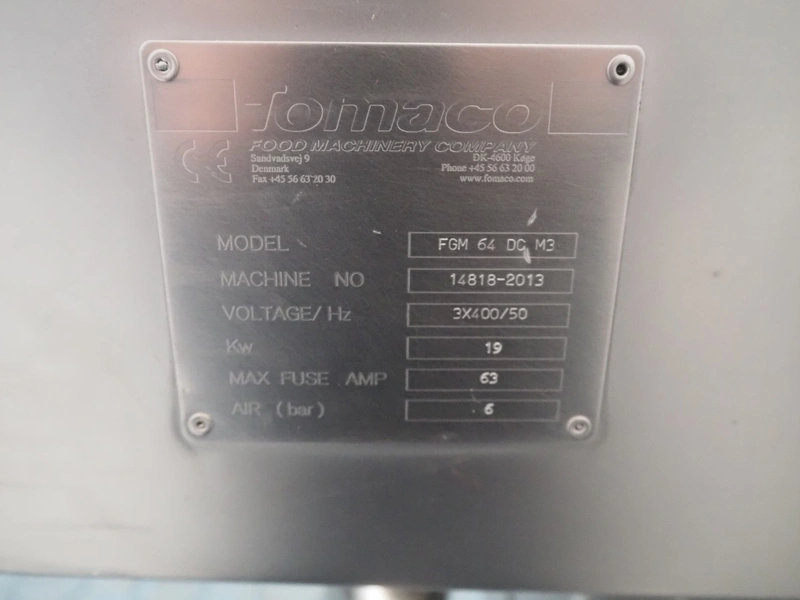 fomaco
FOOD MACHINERY COMPANY
CE
Sandvadsvej 9 DK-4600 Køge
Denmark Phone +45 56 63 20 00
Fax +45 56 63 20 30 www.fomaco.com
MODEL FGM 64 DC M3
MACHINE NO 14818-2013
VOLTAGE/ Hz 3X400/50
Kw 19
MAX FUSE AMP 63
AIR (bar) 6